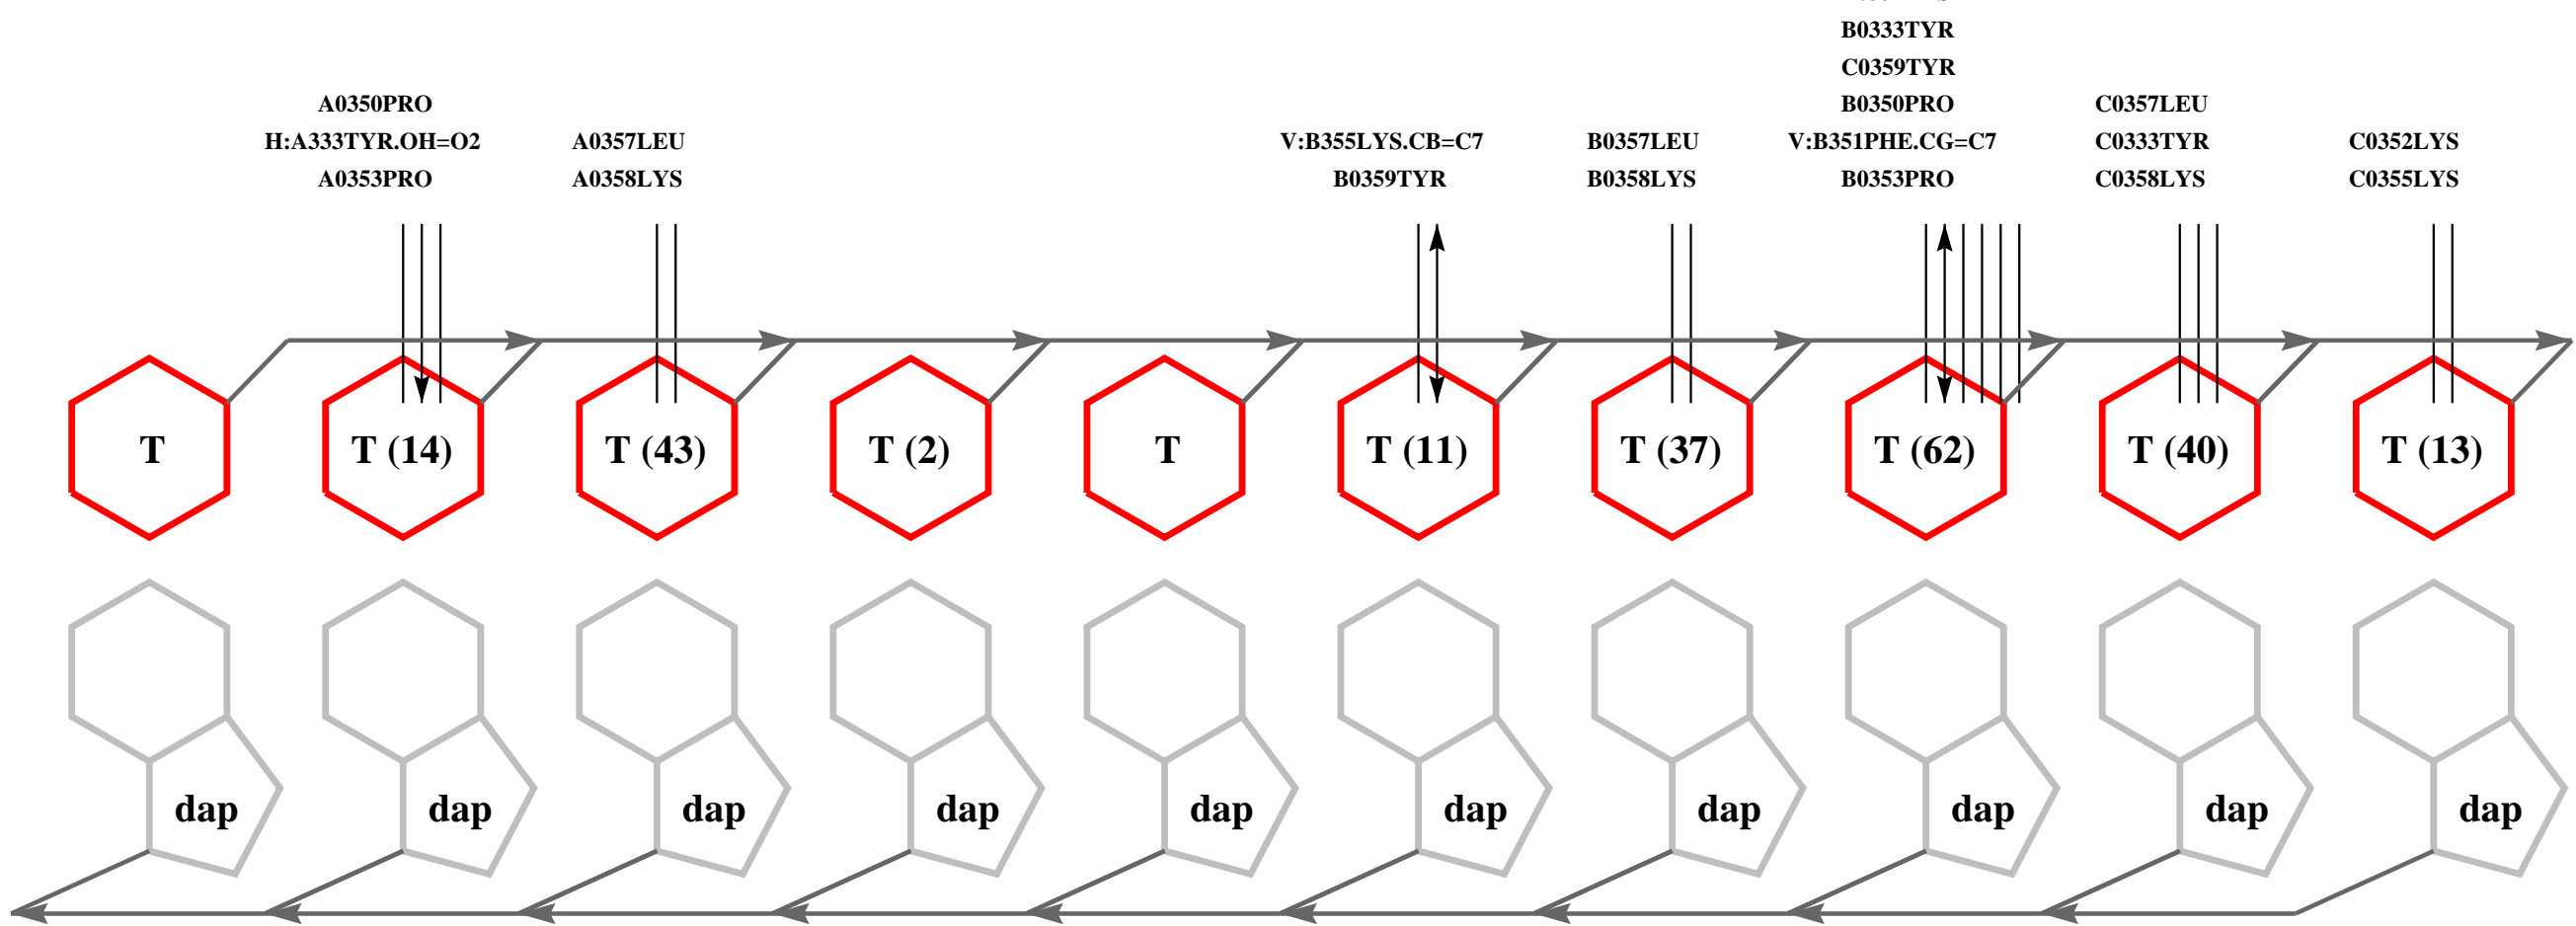 B0333TYR
C0359TYR
A0350PRO B0350PRO C0357LEU
H:A333TYR.OH=O2 A0357LEU V:B355LYS.CB=C7 B0357LEU V:B351PHE.CG=C7 C0333TYR C0352LYS
A0353PRO A0358LYS B0359TYR B0358LYS B0353PRO C0358LYS C0355LYS
T T (14) T (43) T (2) T T (11) T (37) T (62) T (40) T (13)
dap dap dap dap dap dap dap dap dap dap